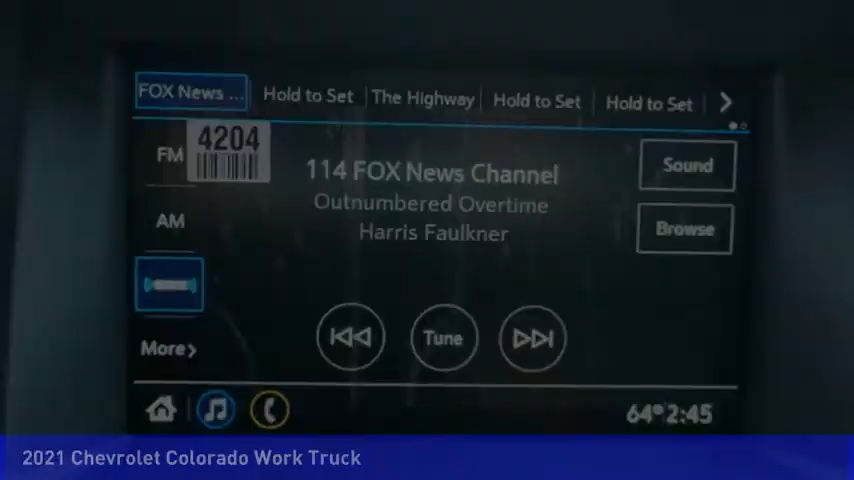 FOX News ...
Hold to Set
The Highway
Hold to Set
Hold to Set
FM
4204
114 FOX News Channel
Sound
Outnumbered Overtime
AM
Browse
Harris Faulkner
More
Tune
64° 2:45
2021 Chevrolet Colorado Work Truck